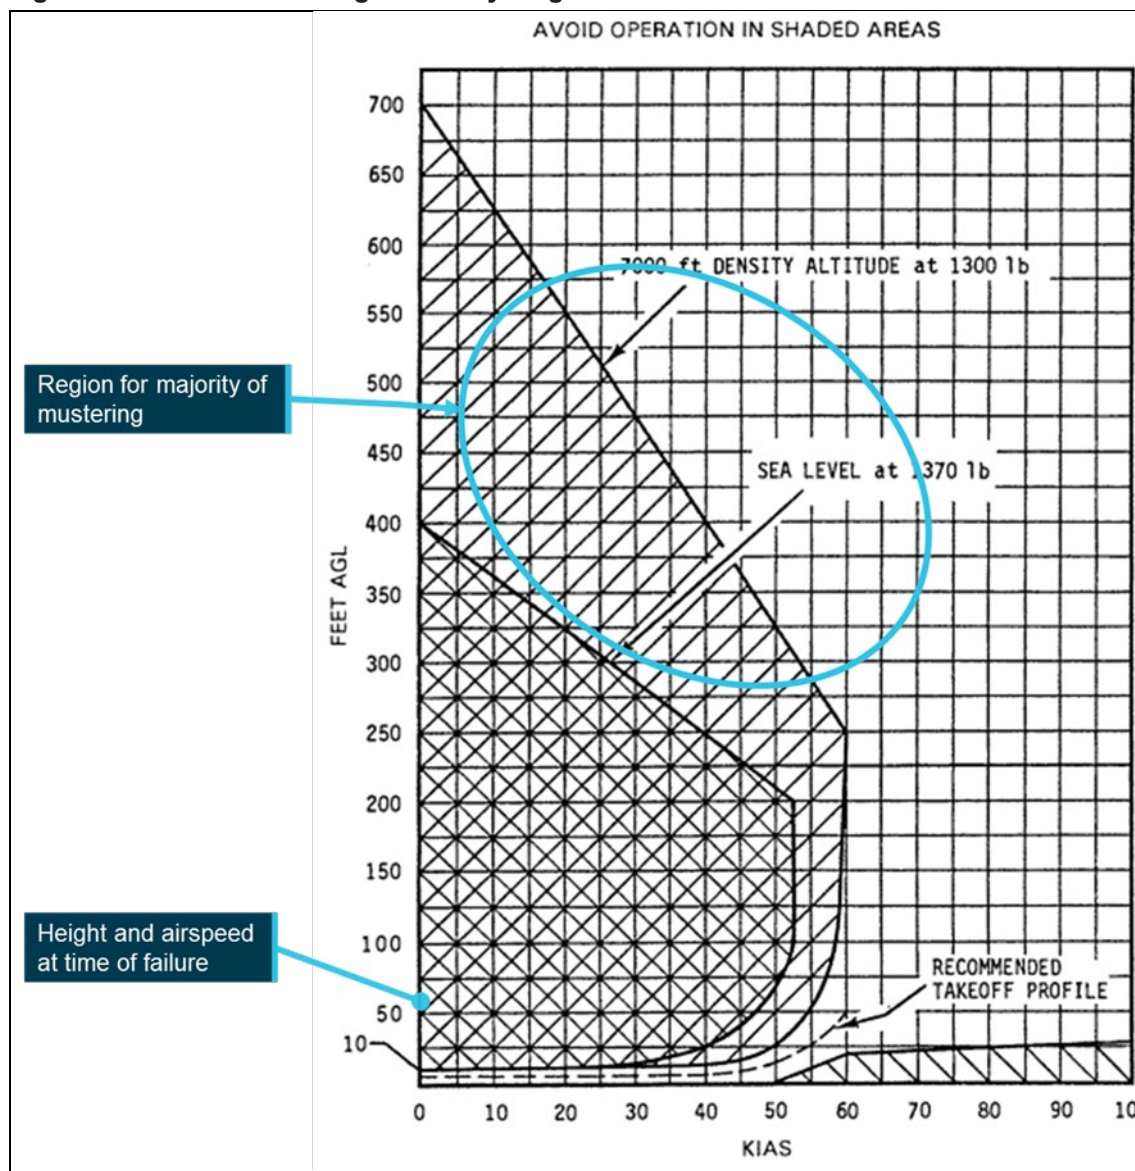 AVOID OPERATION IN SHADED AREAS
700
650
600
7000 ft DENSITY ALTITUDE at 1300 lb
550
500
Region for majority of
mustering
450
SEA LEVEL at 1370 lb
400
350
FEET AGL
300
250
200
150
Height and airspeed
at time of failure
100
RECOMMENDED
TAKEOFF PROFILE
50
10
0 10 20 30 40 50 60 70 80 90 10
KIAS